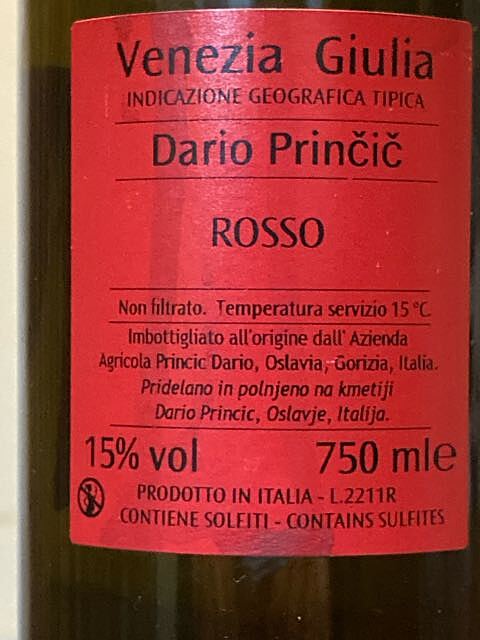 Venezia Giulia
INDICAZIONE GEOGRAFICA TIPICA
Dario Prinčič
ROSSO
Non filtrato. Temperatura servizio 15 °C.
Imbottigliato all'origine dall' Azienda
Agricola Princic Dario, Oslavia, Gorizia, Italia.
Pridelano in polnjeno na kmetiji
Dario Princic, Oslavje, Italija.
15% vol 750 mle
PRODOTTO IN ITALIA - L.2211R
CONTIENE SOLFITI - CONTAINS SULFITES